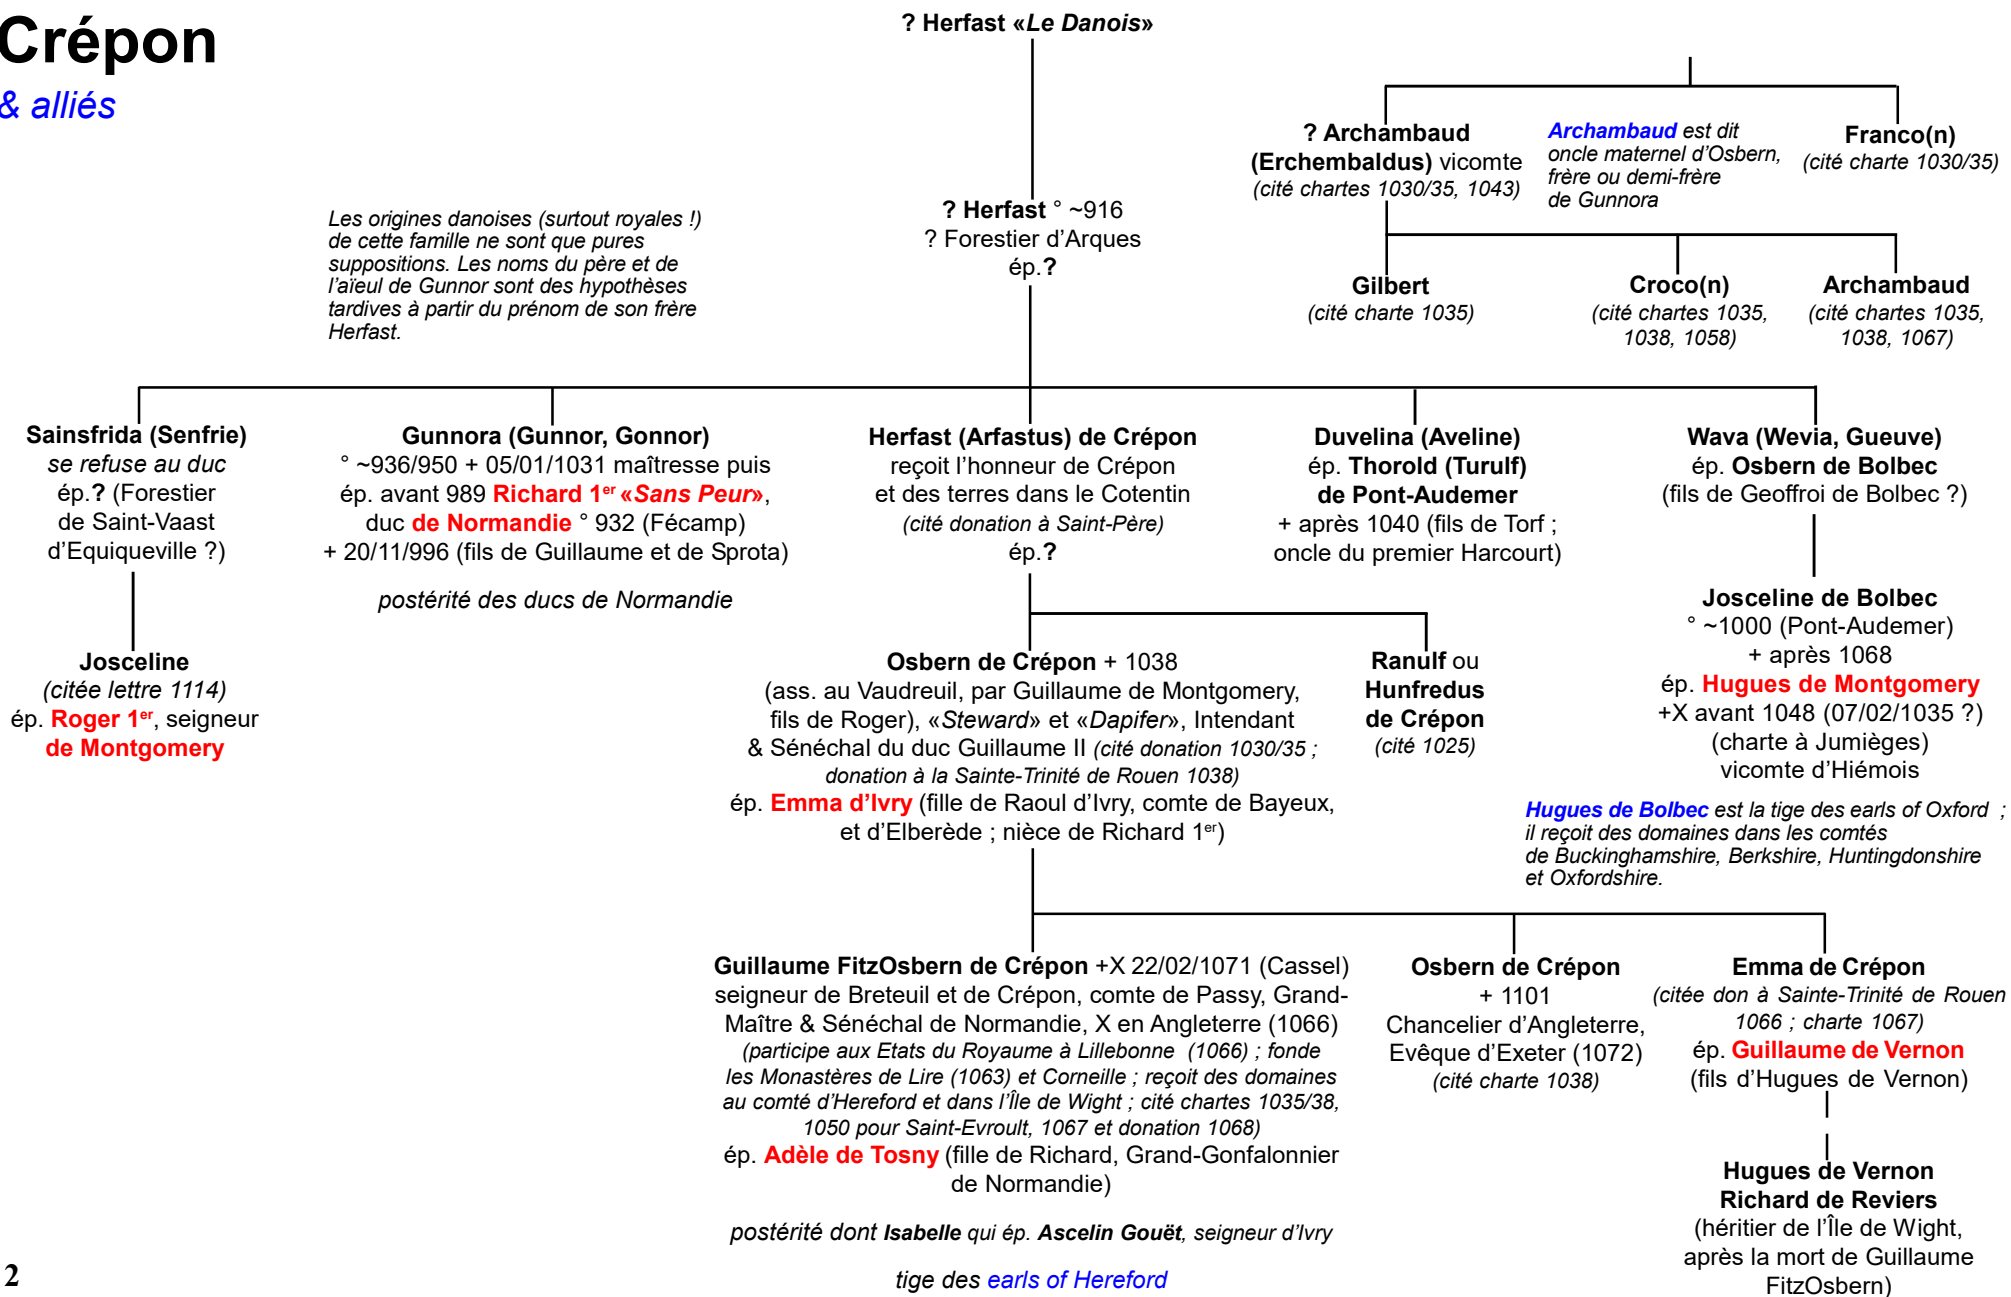 Crépon
& alliés
? Herfast «Le Danois»
? Archambaud
(Erchembaldus) vicomte
(cité chartes 1030/35, 1043)
Archambaud est dit
oncle maternel d'Osbern,
frère ou demi-frère
de Gunnora
Franco(n)
(cité charte 1030/35)
? Herfast ° ~916
? Forestier d'Arques
ép.?
Les origines danoises (surtout royales !)
de cette famille ne sont que pures
suppositions. Les noms du père et de
l'aïeul de Gunnor sont des hypothèses
tardives à partir du prénom de son frère
Herfast.
Gilbert
(cité charte 1035)
Croco(n)
(cité chartes 1035,
1038, 1058)
Archambaud
(cité chartes 1035,
1038, 1067)
Sainsfrida (Senfrie)
se refuse au duc
ép.? (Forestier
de Saint-Vaast
d'Equiqueville ?)
Gunnora (Gunnor, Gonnor)
° ~936/950 + 05/01/1031 maîtresse puis
ép. avant 989 Richard 1er «Sans Peur»,
duc de Normandie ° 932 (Fécamp)
+ 20/11/996 (fils de Guillaume et de Sprota)
postérité des ducs de Normandie
Herfast (Arfastus) de Crépon
reçoit l'honneur de Crépon
et des terres dans le Cotentin
(cité donation à Saint-Père)
ép.?
Duvelina (Aveline)
ép. Thorold (Turulf)
de Pont-Audemer
+ après 1040 (fils de Torf ;
oncle du premier Harcourt)
Wava (Wevia, Gueuve)
ép. Osbern de Bolbec
(fils de Geoffroi de Bolbec ?)
Josceline
(citée lettre 1114)
ép. Roger 1er, seigneur
de Montgomery
Osbern de Crépon + 1038
(ass. au Vaudreuil, par Guillaume de Montgomery,
fils de Roger), «Steward» et «Dapifer», Intendant
& Sénéchal du duc Guillaume II (cité donation 1030/35 ;
donation à la Sainte-Trinité de Rouen 1038)
ép. Emma d'Ivry (fille de Raoul d'Ivry, comte de Bayeux,
et d'Elberède ; nièce de Richard 1er)
Ranulf ou
Hunfredus
de Crépon
(cité 1025)
Josceline de Bolbec
° ~1000 (Pont-Audemer)
+ après 1068
ép. Hugues de Montgomery
+X avant 1048 (07/02/1035 ?)
(charte à Jumièges)
vicomte d'Hiémois
Hugues de Bolbec est la tige des earls of Oxford ;
il reçoit des domaines dans les comtés
de Buckinghamshire, Berkshire, Huntingdonshire
et Oxfordshire.
Guillaume FitzOsbern de Crépon +X 22/02/1071 (Cassel)
seigneur de Breteuil et de Crépon, comte de Passy, Grand-
Maître & Sénéchal de Normandie, X en Angleterre (1066)
(participe aux Etats du Royaume à Lillebonne (1066) ; fonde
les Monastères de Lire (1063) et Corneille ; reçoit des domaines
au comté d'Hereford et dans l'Île de Wight ; cité chartes 1035/38,
1050 pour Saint-Evroult, 1067 et donation 1068)
ép. Adèle de Tosny (fille de Richard, Grand-Gonfalonnier
de Normandie)
postérité dont Isabelle qui ép. Ascelin Gouët, seigneur d'Ivry
tige des earls of Hereford
Osbern de Crépon
+ 1101
Chancelier d'Angleterre,
Evêque d'Exeter (1072)
(cité charte 1038)
Emma de Crépon
(citée don à Sainte-Trinité de Rouen
1066 ; charte 1067)
ép. Guillaume de Vernon
(fils d'Hugues de Vernon)
Hugues de Vernon
Richard de Reviers
(héritier de l'Île de Wight,
après la mort de Guillaume
FitzOsbern)
2